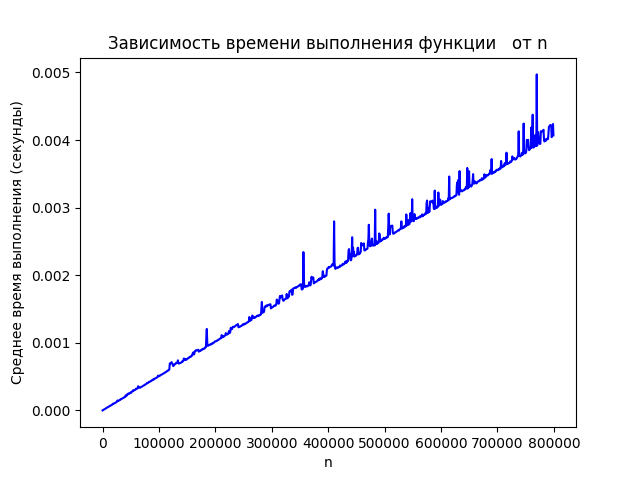 Зависимость времени выполнения функции от n
Среднее время выполнения (секунды)
0.005
0.004
0.003
0.002
0.001
0.000
0 100000 200000 300000 400000 500000 600000 700000 800000
n